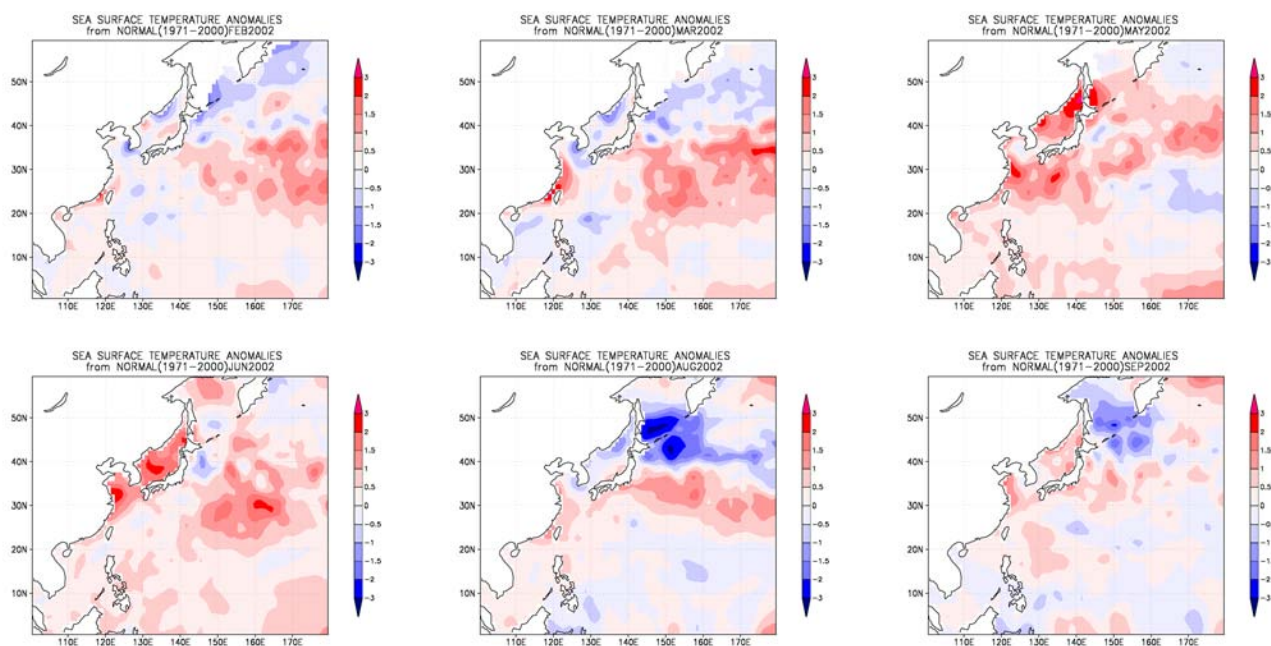 SEA SURFACE TEMPERATURE ANOMALIES
from NORMAL(1971−2000)FEB2002
50N
40N
30N
20N
10N
110E 120E 130E 140E 150E 160E 170E
3
2
1
0.5
0
−0.5
−1
−2
−3
SEA SURFACE TEMPERATURE ANOMALIES
from NORMAL(1971−2000)MAR2002
50N
40N
30N
20N
10N
110E 120E 130E 140E 150E 160E 170E
3
2
1.5
1
0.5
0
−0.5
−1
−1.5
−2
−3
SEA SURFACE TEMPERATURE ANOMALIES
from NORMAL(1971−2000)MAY2002
50N
40N
30N
20N
10N
110E 120E 130E 140E 150E 160E 170E
3
2
1.5
1
0.5
0
−0.5
−1
−1.5
−2
−3
SEA SURFACE TEMPERATURE ANOMALIES
from NORMAL(1971−2000)JUN2002
50N
40N
30N
20N
10N
110E 120E 130E 140E 150E 160E 170E
3
2
1.5
1
0.5
0
−0.5
−1
−1.5
−2
−3
SEA SURFACE TEMPERATURE ANOMALIES
from NORMAL(1971−2000)AUG2002
50N
40N
30N
20N
10N
110E 120E 130E 140E 150E 160E 170E
3
2
1.5
1
0.5
0
−0.5
−1
−1.5
−2
−3
SEA SURFACE TEMPERATURE ANOMALIES
from NORMAL(1971−2000)SEP2002
50N
40N
30N
20N
10N
110E 120E 130E 140E 150E 160E 170E
3
2
1.5
1
0.5
0
−0.5
−1
−1.5
−2
−3